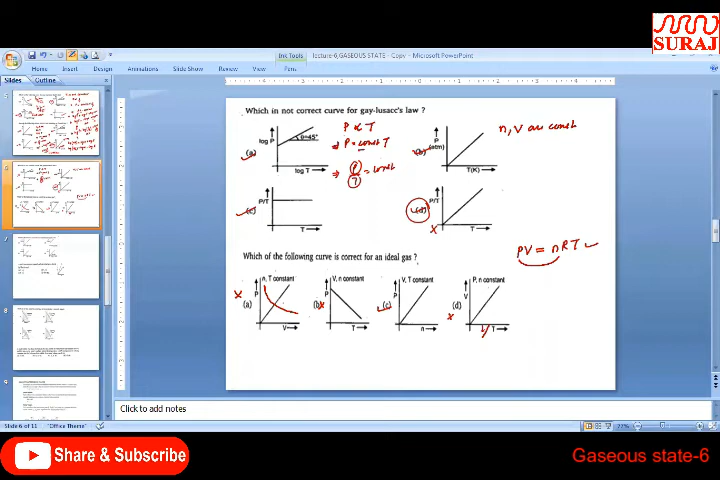 SURAJ
Ink Tools
lecture-6,GASEOUS STATE - Copy - Microsoft PowerPoint
Home
Insert
Design
Animations
Slide Show
Review
View
Pens
Slides
Outline
Which in not correct curve for gay-lusacc's law ?
(a) log P θ=45° log T
P ∝ T
⇒ P = const T
⇒ P/T = const
(b) P (atm) T(K)
n, V are const
(c) P/T T
(d) P/T T
PV = nRT
Which of the following curve is correct for an ideal gas ?
(a) n, T constant P V
(b) V, n constant P T
(c) V, T constant P n
(d) P, n constant V 1/T
Click to add notes
Slide 6 of 11
"Office Theme"
77%
Share & Subscribe
Gaseous state-6